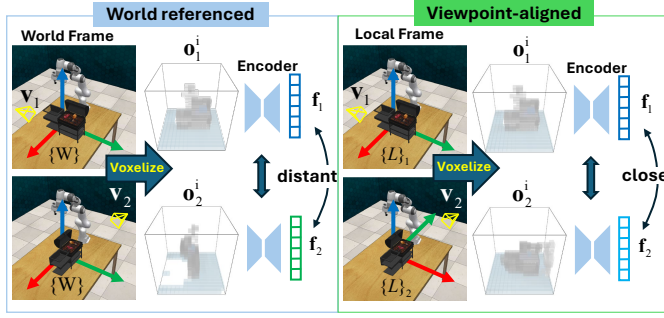 World referenced
World Frame
v₁
{W}
Voxelize
o₁ⁱ
Encoder
f₁
distant
v₂
{W}
o₂ⁱ
f₂
Viewpoint-aligned
Local Frame
v₁
{L}₁
Voxelize
o₁ⁱ
Encoder
f₁
close
v₂
{L}₂
o₂ⁱ
f₂